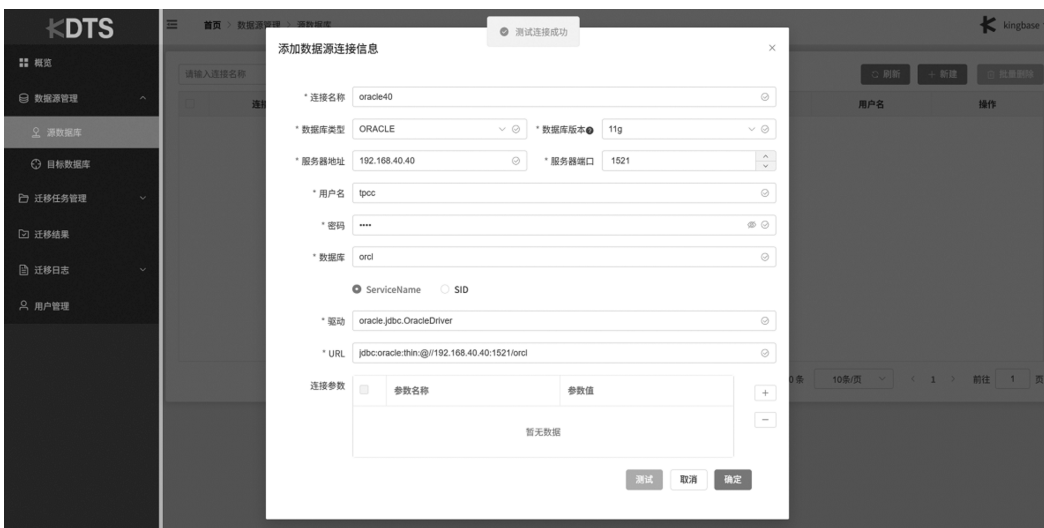 KDTS
首页 > 数据源管理 > 源数据库
测试连接成功
kingbase
概览
数据源管理
源数据库
目标数据库
迁移任务管理
迁移结果
迁移日志
用户管理
请输入连接名称
刷新
+ 新建
批量删除
用户名
操作
添加数据源连接信息
* 连接名称 oracle40
* 数据库类型 ORACLE * 数据库版本 11g
* 服务器地址 192.168.40.40 * 服务器端口 1521
* 用户名 tpcc
* 密码 ••••
* 数据库 orcl
ServiceName SID
* 驱动 oracle.jdbc.OracleDriver
* URL jdbc:oracle:thin:@//192.168.40.40:1521/orcl
连接参数 参数名称 参数值
暂无数据
测试 取消 确定
0条 10条/页 < 1 > 前往 1 页